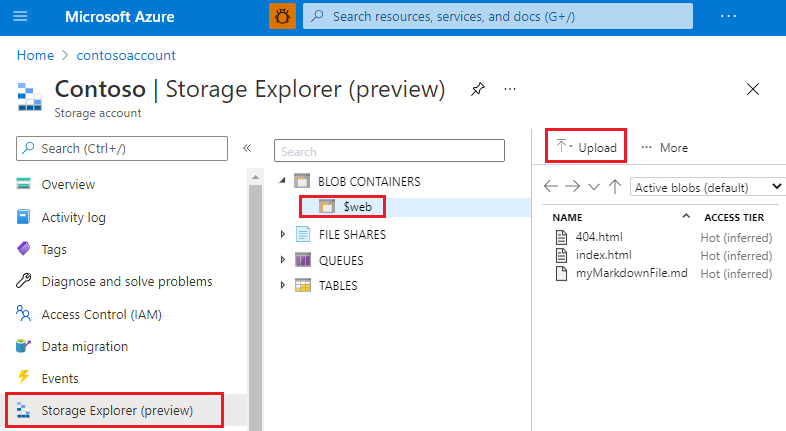 Microsoft Azure
Search resources, services, and docs (G+/)
...
Home > contosoaccount
Contoso | Storage Explorer (preview)
...
Storage account
Search (Ctrl+/)
«
Overview
Activity log
Tags
Diagnose and solve problems
Access Control (IAM)
Data migration
Events
Storage Explorer (preview)
Search
BLOB CONTAINERS
$web
FILE SHARES
QUEUES
TABLES
Upload
... More
Active blobs (default)
NAME ACCESS TIER
404.html Hot (inferred)
index.html Hot (inferred)
myMarkdownFile.md Hot (inferred)